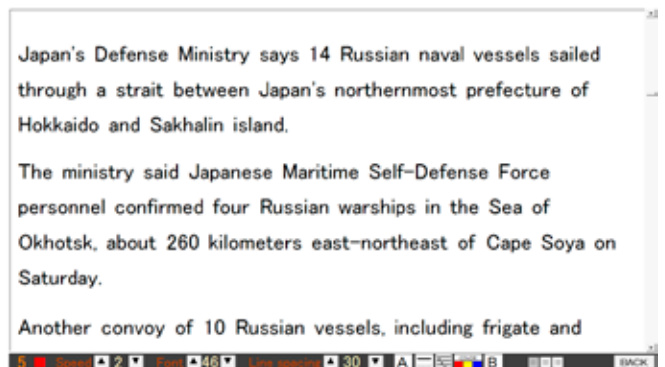 Japan's Defense Ministry says 14 Russian naval vessels sailed
through a strait between Japan's northernmost prefecture of
Hokkaido and Sakhalin island.
The ministry said Japanese Maritime Self-Defense Force
personnel confirmed four Russian warships in the Sea of
Okhotsk, about 260 kilometers east-northeast of Cape Soya on
Saturday.
Another convoy of 10 Russian vessels, including frigate and
5 Speed 2 Font 46 Line spacing 30 A B BACK